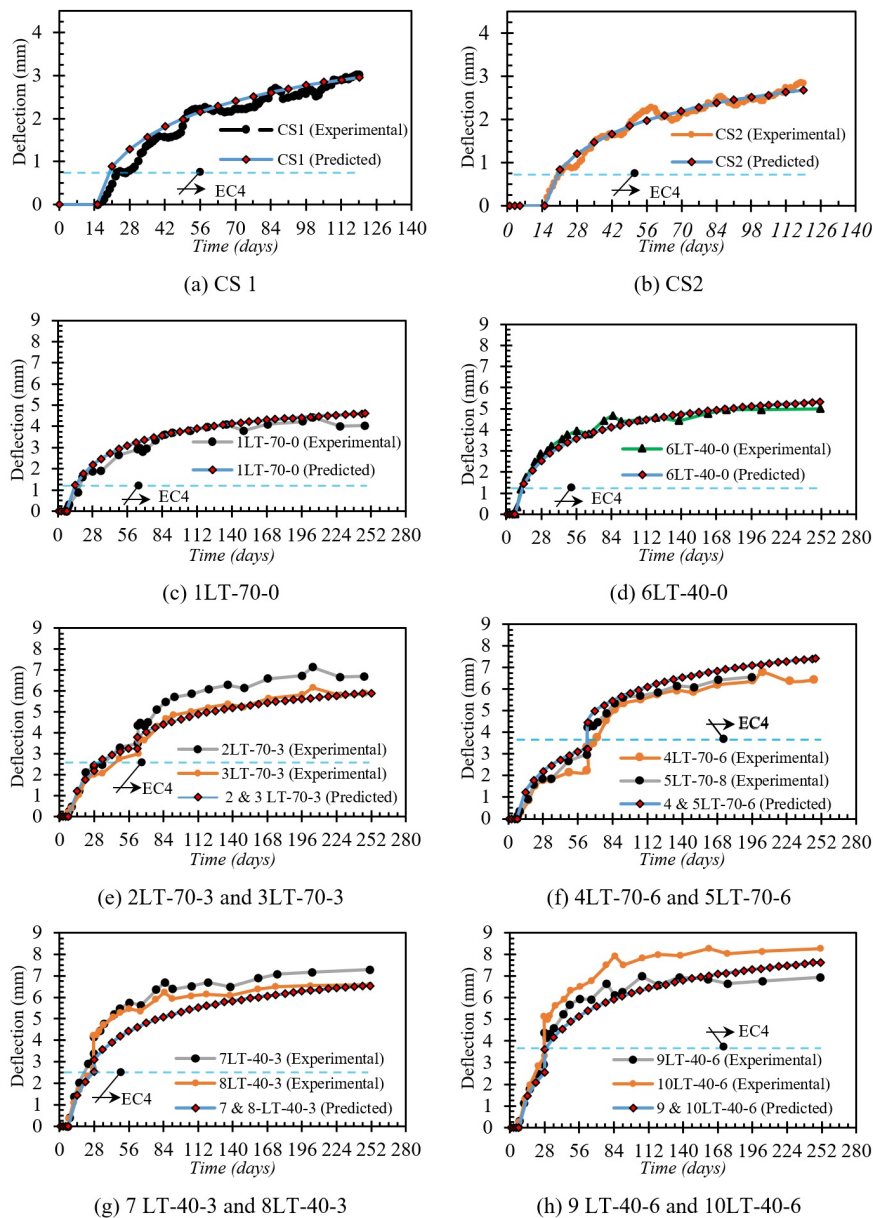 Deflection (mm)
4
3
2
1
0
CS1 (Experimental)
CS1 (Predicted)
EC4
0 14 28 42 56 70 84 98 112 126 140
Time (days)
(a) CS 1
Deflection (mm)
4
3
2
1
0
CS2 (Experimental)
CS2 (Predicted)
EC4
0 14 28 42 56 70 84 98 112 126 140
Time (days)
(b) CS2
Deflection (mm)
9
8
7
6
5
4
3
2
1
0
1LT-70-0 (Experimental)
1LT-70-0 (Predicted)
EC4
0 28 56 84 112 140 168 196 224 252 280
Time (days)
(c) 1LT-70-0
Deflection (mm)
9
8
7
6
5
4
3
2
1
0
6LT-40-0 (Experimental)
6LT-40-0 (Predicted)
EC4
0 28 56 84 112 140 168 196 224 252 280
Time (days)
(d) 6LT-40-0
Deflection (mm)
9
8
7
6
5
4
3
2
1
0
2LT-70-3 (Experimental)
3LT-70-3 (Experimental)
2 & 3 LT-70-3 (Predicted)
EC4
0 28 56 84 112 140 168 196 224 252 280
Time (days)
(e) 2LT-70-3 and 3LT-70-3
Deflection (mm)
9
8
7
6
5
4
3
2
1
0
EC4
4LT-70-6 (Experimental)
5LT-70-8 (Experimental)
4 & 5LT-70-6 (Predicted)
0 28 56 84 112 140 168 196 224 252 280
Time (days)
(f) 4LT-70-6 and 5LT-70-6
Deflection (mm)
9
8
7
6
5
4
3
2
1
0
7LT-40-3 (Experimental)
8LT-40-3 (Experimental)
7 & 8-LT-40-3 (Predicted)
EC4
0 28 56 84 112 140 168 196 224 252 280
Time (days)
(g) 7 LT-40-3 and 8LT-40-3
Deflection (mm)
9
8
7
6
5
4
3
2
1
0
EC4
9LT-40-6 (Experimental)
10LT-40-6 (Experimental)
9 & 10LT-40-6 (Predicted)
0 28 56 84 112 140 168 196 224 252 280
Time (days)
(h) 9 LT-40-6 and 10LT-40-6